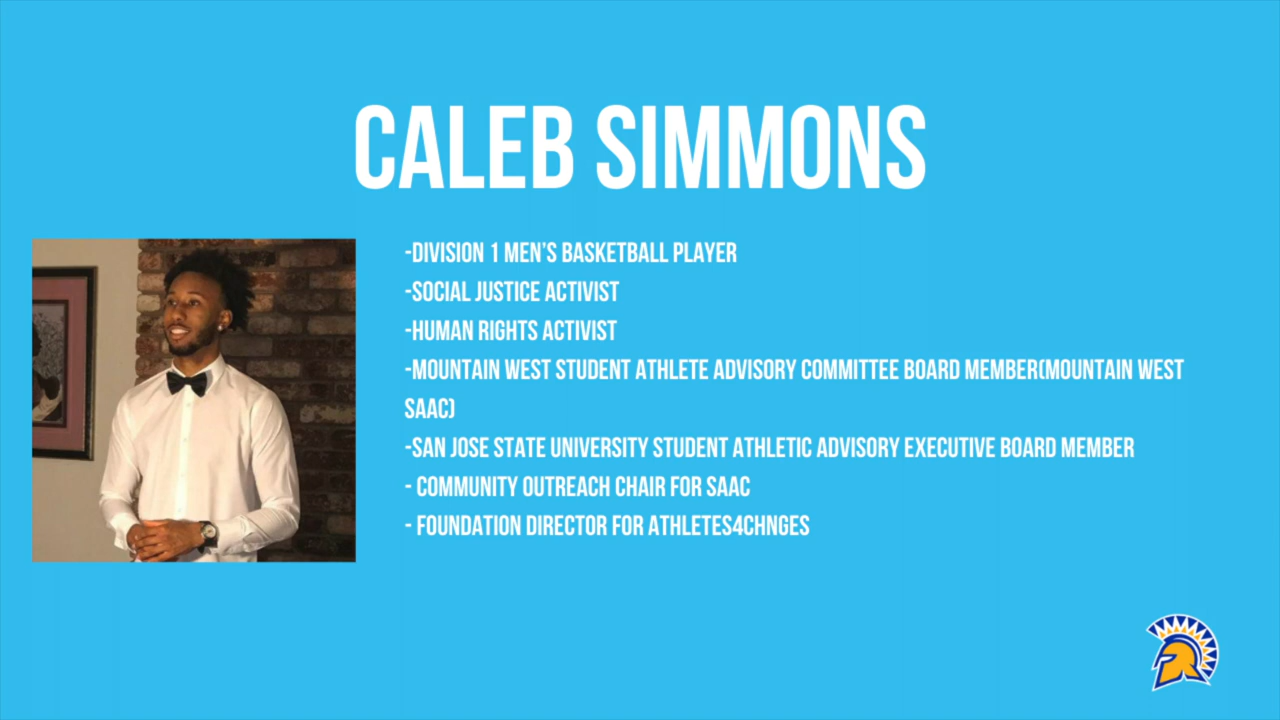 CALEB SIMMONS
-DIVISION 1 MEN'S BASKETBALL PLAYER
-SOCIAL JUSTICE ACTIVIST
-HUMAN RIGHTS ACTIVIST
-MOUNTAIN WEST STUDENT ATHLETE ADVISORY COMMITTEE BOARD MEMBER(MOUNTAIN WEST
SAAC)
-SAN JOSE STATE UNIVERSITY STUDENT ATHLETIC ADVISORY EXECUTIVE BOARD MEMBER
- COMMUNITY OUTREACH CHAIR FOR SAAC
- FOUNDATION DIRECTOR FOR ATHLETES4CHNGES